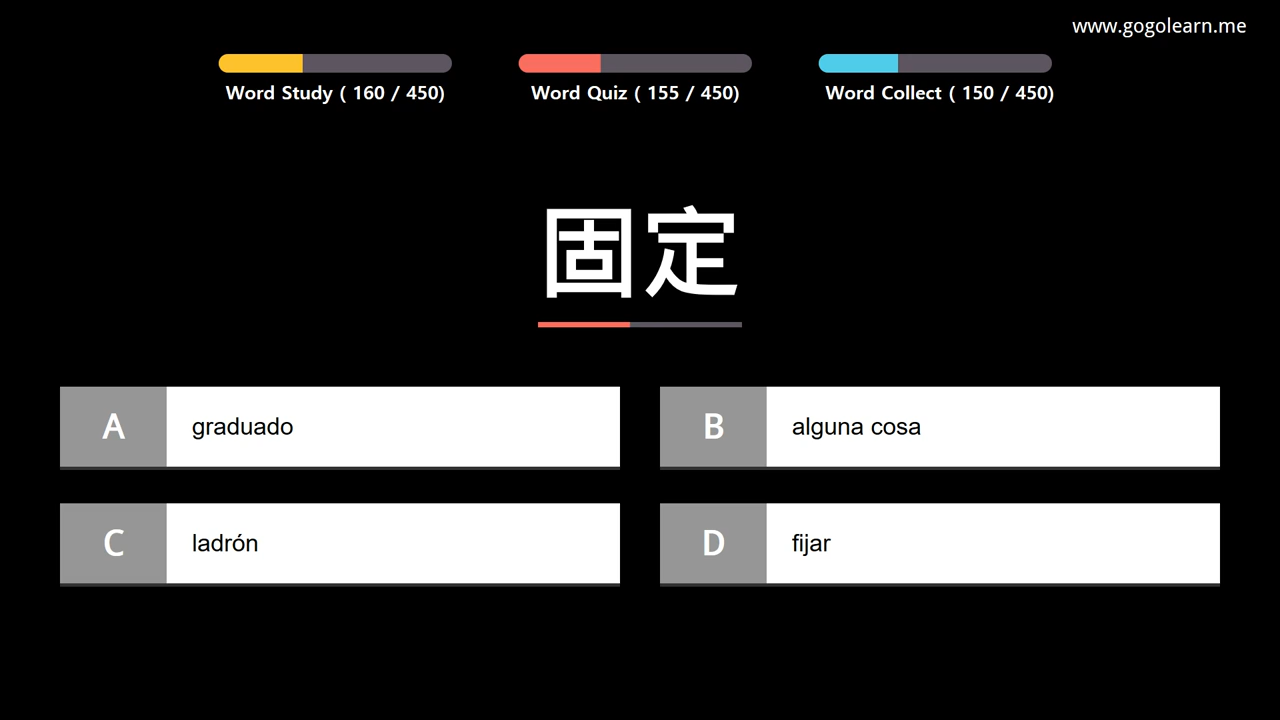 www.gogolearn.me
Word Study ( 160 / 450)
Word Quiz ( 155 / 450)
Word Collect ( 150 / 450)
固定
A graduado
B alguna cosa
C ladrón
D fijar